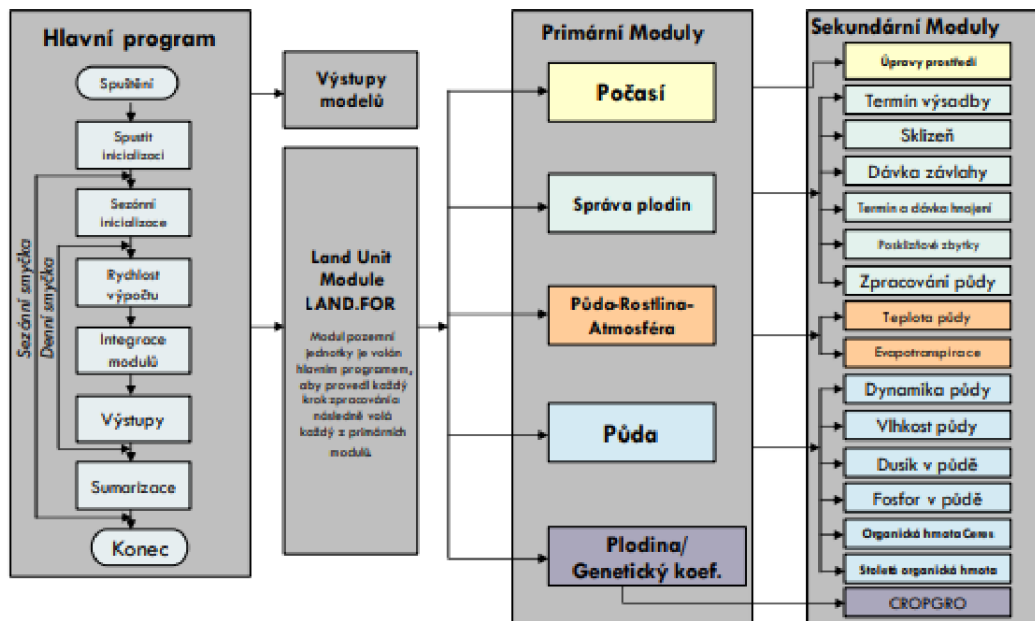 Hlavní program
Spuštění
Spustit
inicializaci
Sezónní
inicializace
Rychlost
výpočtu
Integrace
modulů
Výstupy
Sumarizace
Konec
Sezónní smyčka
Denní smyčka
Výstupy
modelů
Land Unit
Module
LAND.FOR
Modul pozemní
jednotky je volán
hlavním programem,
aby provedl každý
krok zpracování a
následně volá
každý z primárních
modulů.
Primární Moduly
Počasí
Správa plodin
Půda-Rostlina-
Atmosféra
Půda
Plodina/
Genetický koef.
Sekundární Moduly
Úpravy prostředí
Termín výsadby
Sklizeň
Dávka závlahy
Termín a dávka hnojení
Posklizňové zbytky
Zpracování půdy
Teplota půdy
Evapotranspirace
Dynamika půdy
Vlhkost půdy
Dusík v půdě
Fosfor v půdě
Organická hmota Ceres
Stoletá organická hmota
CROPGRO